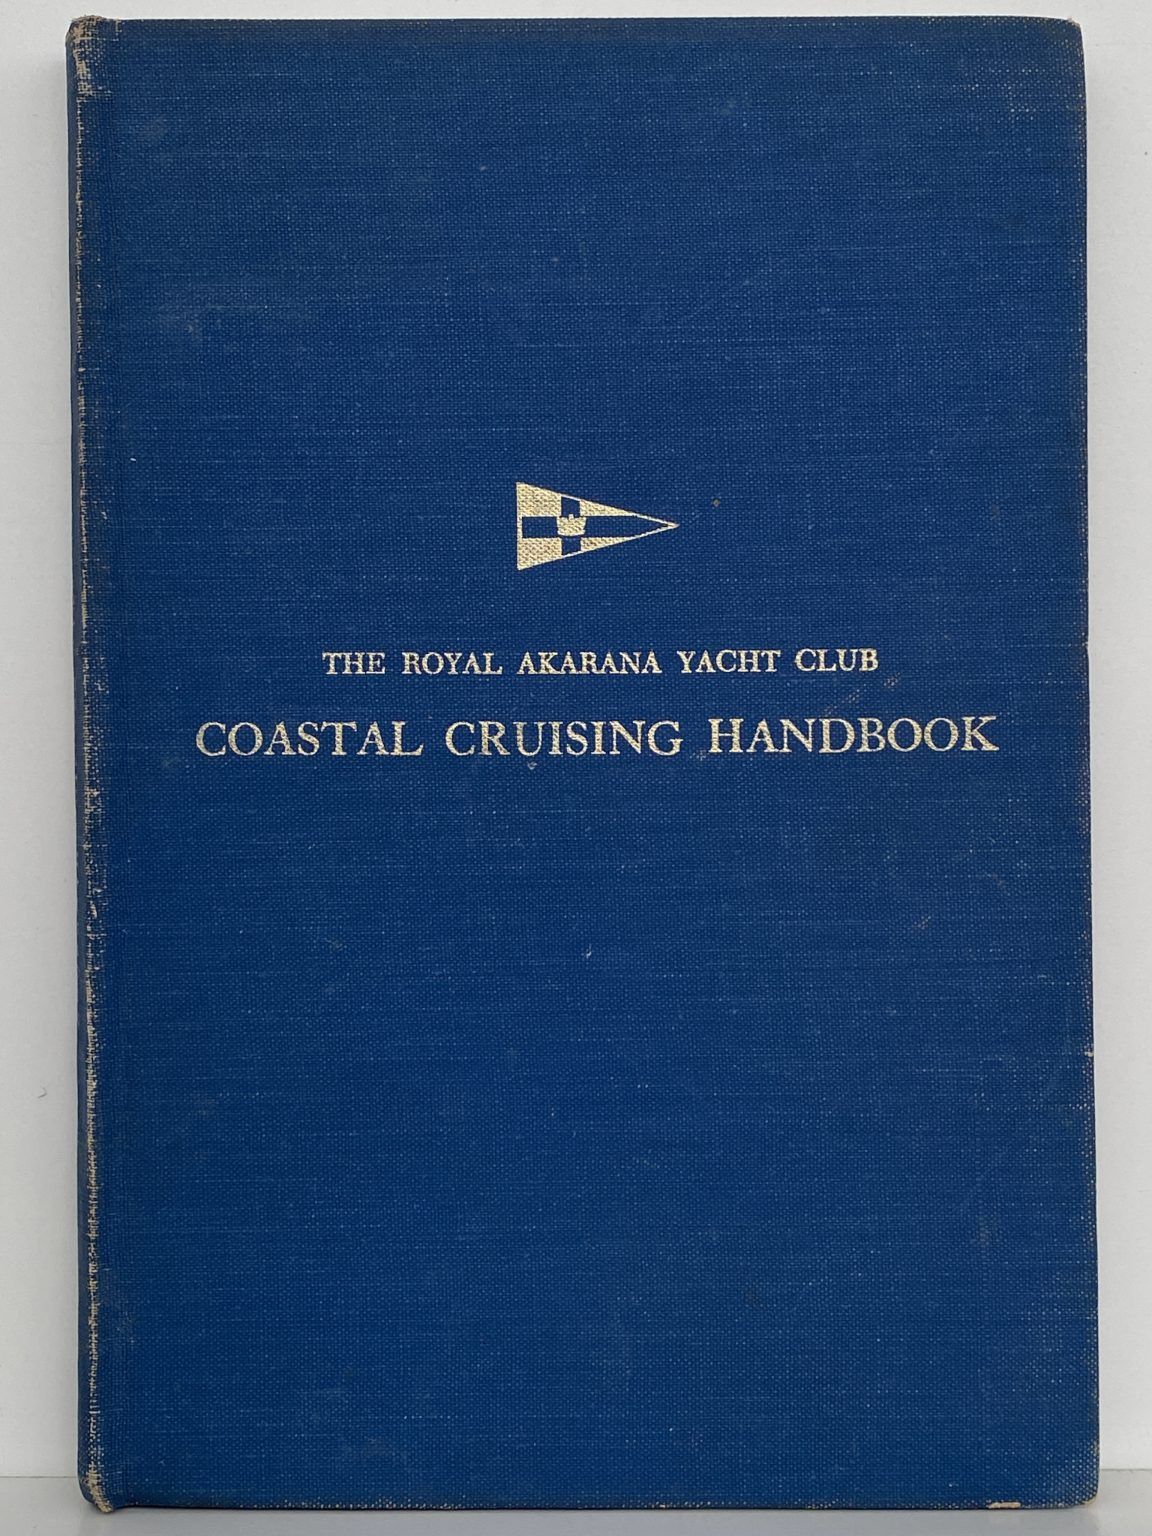 THE ROYAL AKARANA YACHT CLUB
COASTAL CRUISING HANDBOOK